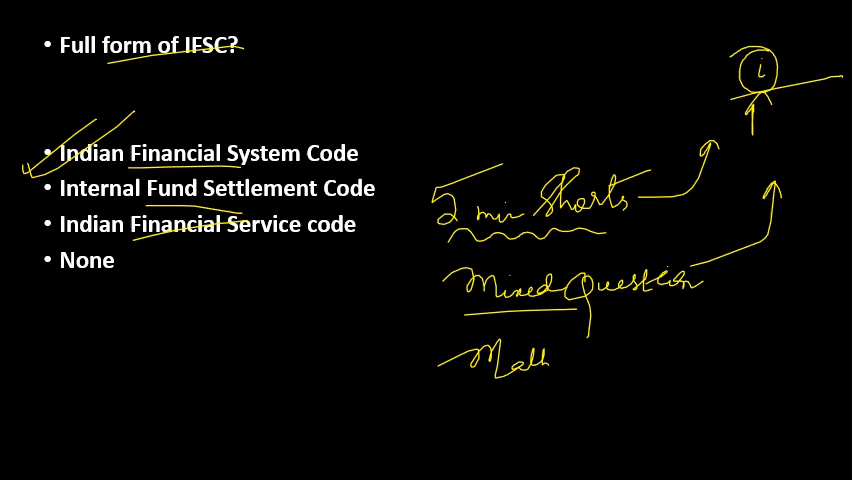 • Full form of IFSC?
• Indian Financial System Code
• Internal Fund Settlement Code
• Indian Financial Service code
• None
i
2 min Shorts
Mixed Question
Math